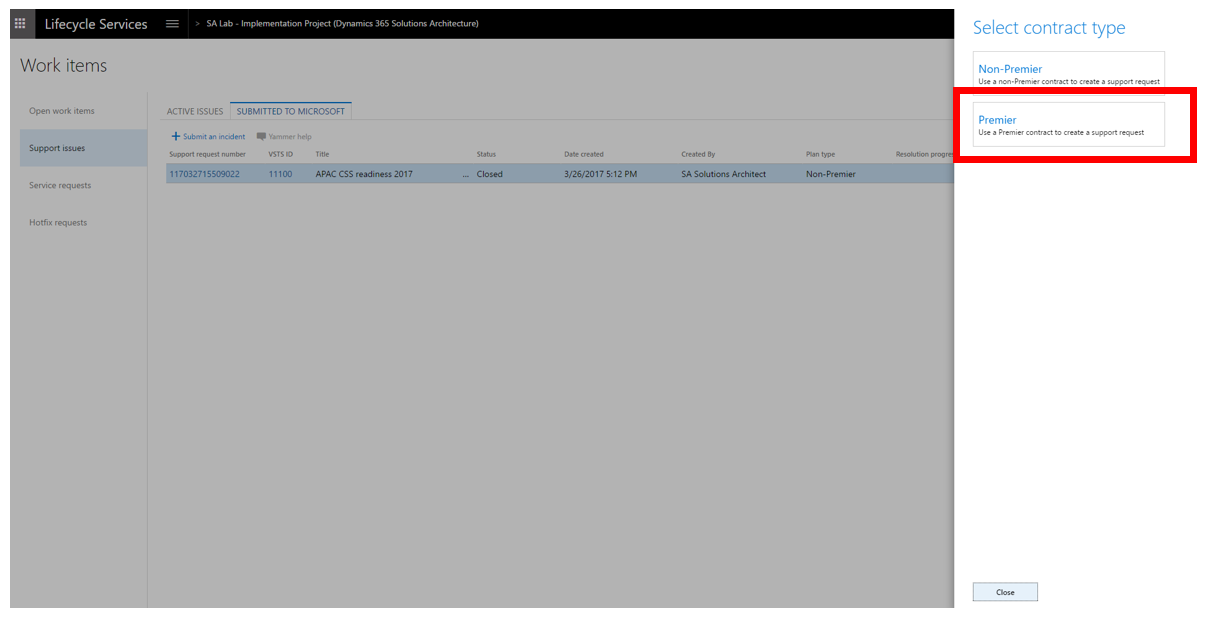 Lifecycle Services
> SA Lab - Implementation Project (Dynamics 365 Solutions Architecture)
Work items
Open work items
Support issues
Service requests
Hotfix requests
ACTIVE ISSUES SUBMITTED TO MICROSOFT
+ Submit an incident Yammer help
Support request number VSTS ID Title Status Date created Created By Plan type Resolution progres
117032715509022 11100 APAC CSS readiness 2017 ... Closed 3/26/2017 5:12 PM SA Solutions Architect Non-Premier
Select contract type
Non-Premier
Use a non-Premier contract to create a support request
Premier
Use a Premier contract to create a support request
Close